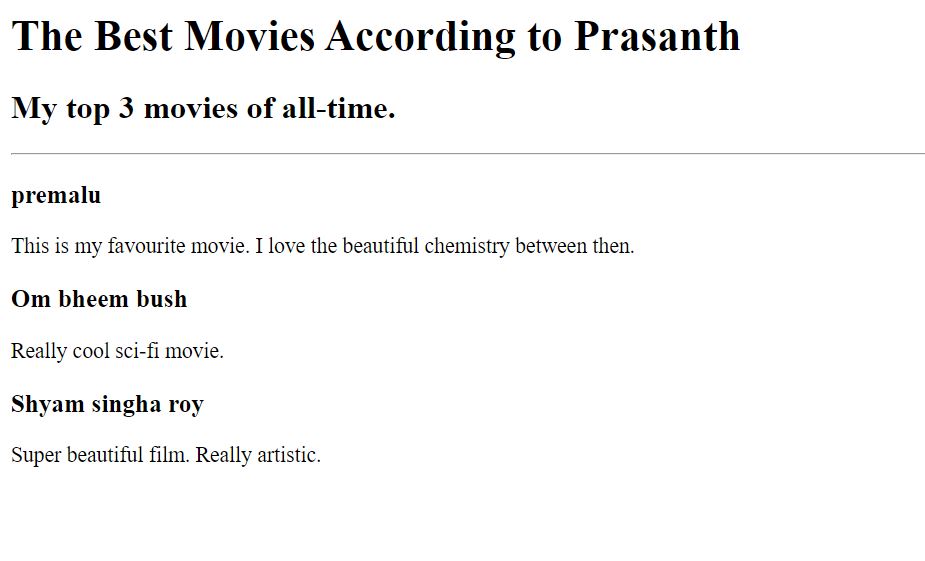 The Best Movies According to Prasanth
My top 3 movies of all-time.
premalu
This is my favourite movie. I love the beautiful chemistry between then.
Om bheem bush
Really cool sci-fi movie.
Shyam singha roy
Super beautiful film. Really artistic.